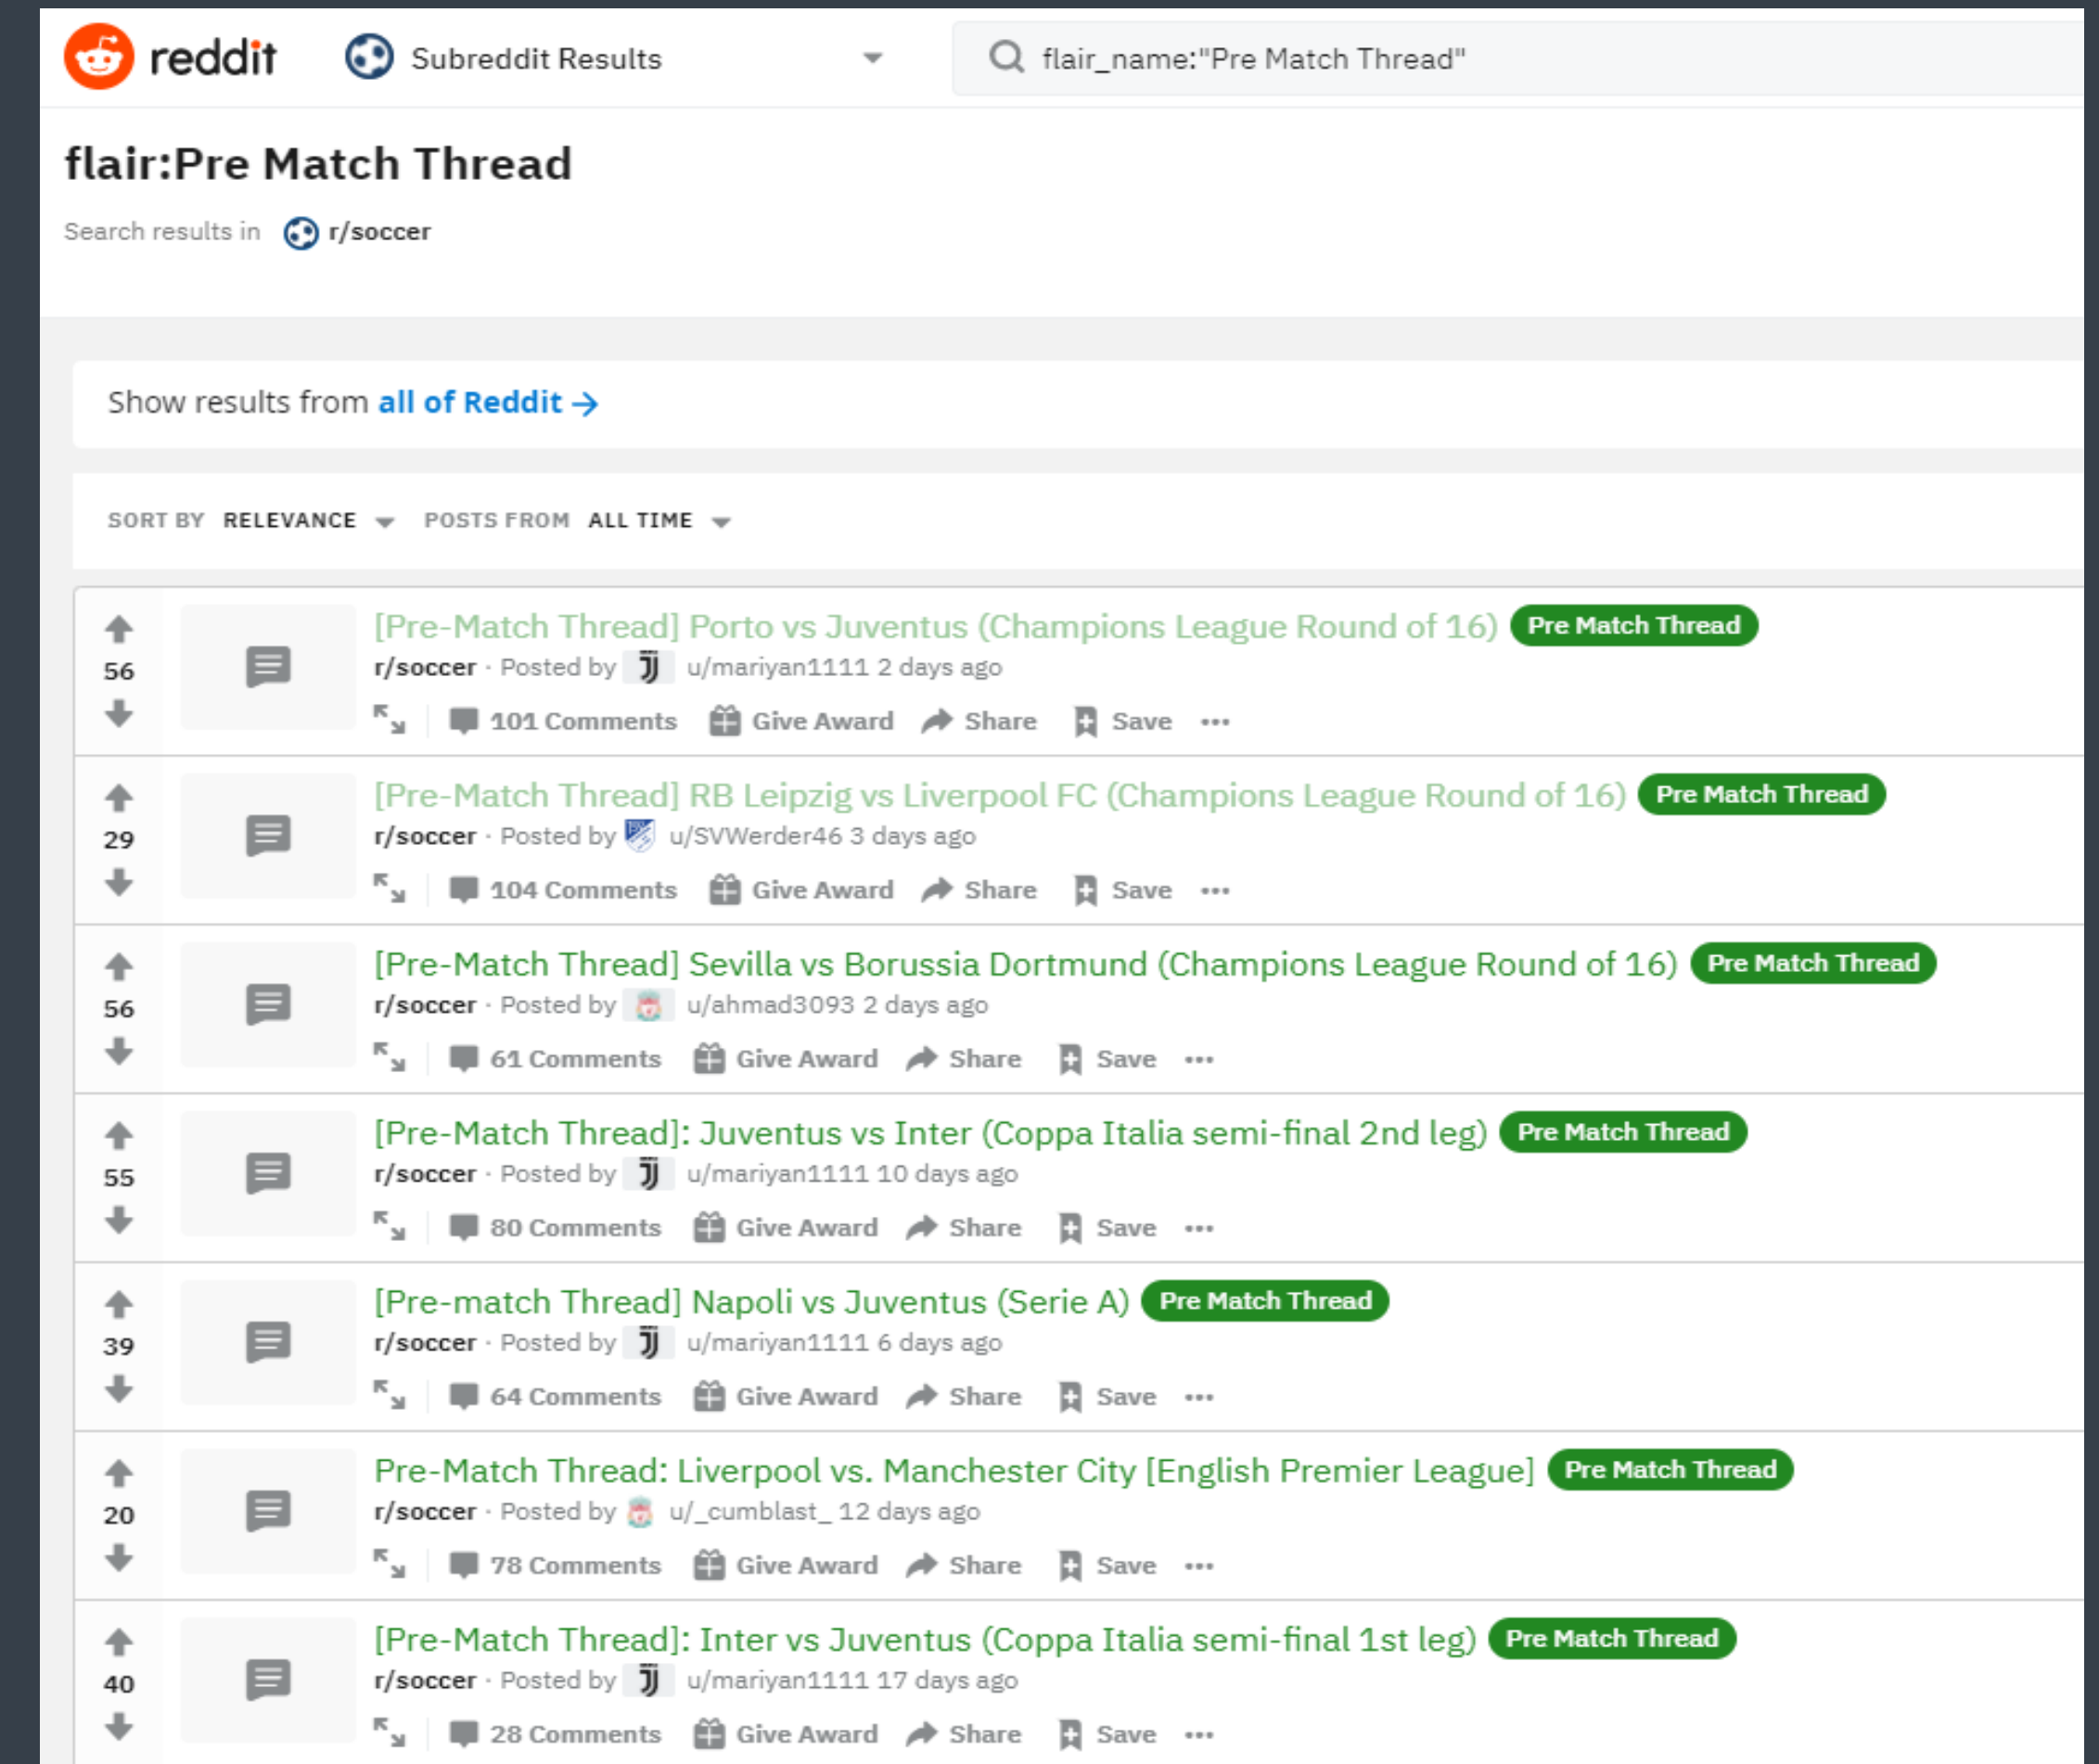 reddit Subreddit Results flair_name:"Pre Match Thread"
flair:Pre Match Thread
Search results in r/soccer
Show results from all of Reddit →
SORT BY RELEVANCE POSTS FROM ALL TIME
[Pre-Match Thread] Porto vs Juventus (Champions League Round of 16) Pre Match Thread
56
r/soccer · Posted by u/mariyan1111 2 days ago
101 Comments Give Award Share Save ...
[Pre-Match Thread] RB Leipzig vs Liverpool FC (Champions League Round of 16) Pre Match Thread
29
r/soccer · Posted by u/SVWerder46 3 days ago
104 Comments Give Award Share Save ...
[Pre-Match Thread] Sevilla vs Borussia Dortmund (Champions League Round of 16) Pre Match Thread
56
r/soccer · Posted by u/ahmad3093 2 days ago
61 Comments Give Award Share Save ...
[Pre-Match Thread]: Juventus vs Inter (Coppa Italia semi-final 2nd leg) Pre Match Thread
55
r/soccer · Posted by u/mariyan1111 10 days ago
80 Comments Give Award Share Save ...
[Pre-match Thread] Napoli vs Juventus (Serie A) Pre Match Thread
39
r/soccer · Posted by u/mariyan1111 6 days ago
64 Comments Give Award Share Save ...
Pre-Match Thread: Liverpool vs. Manchester City [English Premier League] Pre Match Thread
20
r/soccer · Posted by u/_cumblast_ 12 days ago
78 Comments Give Award Share Save ...
[Pre-Match Thread]: Inter vs Juventus (Coppa Italia semi-final 1st leg) Pre Match Thread
40
r/soccer · Posted by u/mariyan1111 17 days ago
28 Comments Give Award Share Save ...